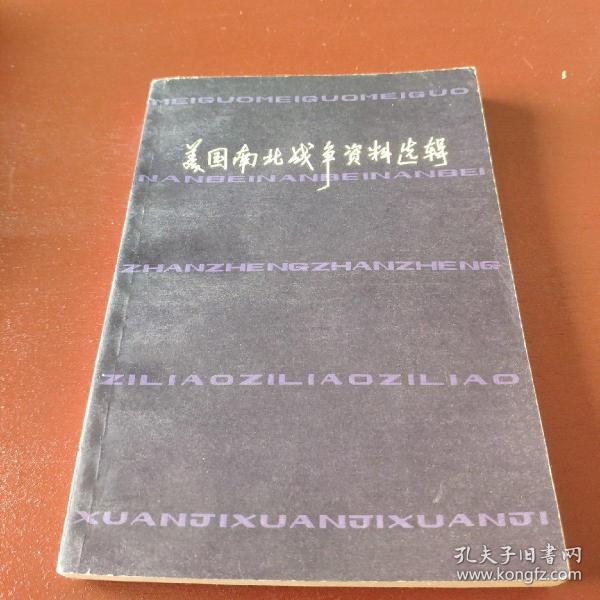 MEIGUOMEIGUOMEIGUO
美国南北战争资料选辑
NANBEINANBEINANBEI
ZHANZHENGZHANZHENG
ZILIAOZILIAOZILIAO
XUANJIXUANJIXUANJI
孔夫子旧书网
www.kongfz.com